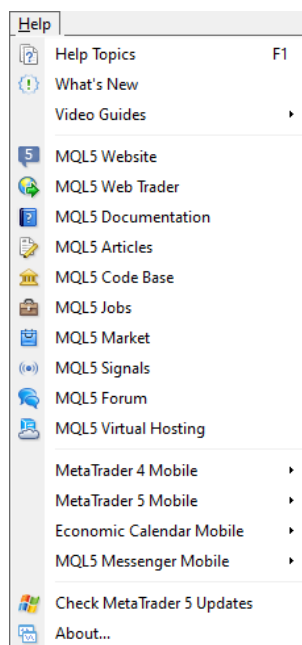 Help
Help Topics F1
What's New
Video Guides
MQL5 Website
MQL5 Web Trader
MQL5 Documentation
MQL5 Articles
MQL5 Code Base
MQL5 Jobs
MQL5 Market
MQL5 Signals
MQL5 Forum
MQL5 Virtual Hosting
MetaTrader 4 Mobile
MetaTrader 5 Mobile
Economic Calendar Mobile
MQL5 Messenger Mobile
Check MetaTrader 5 Updates
About...